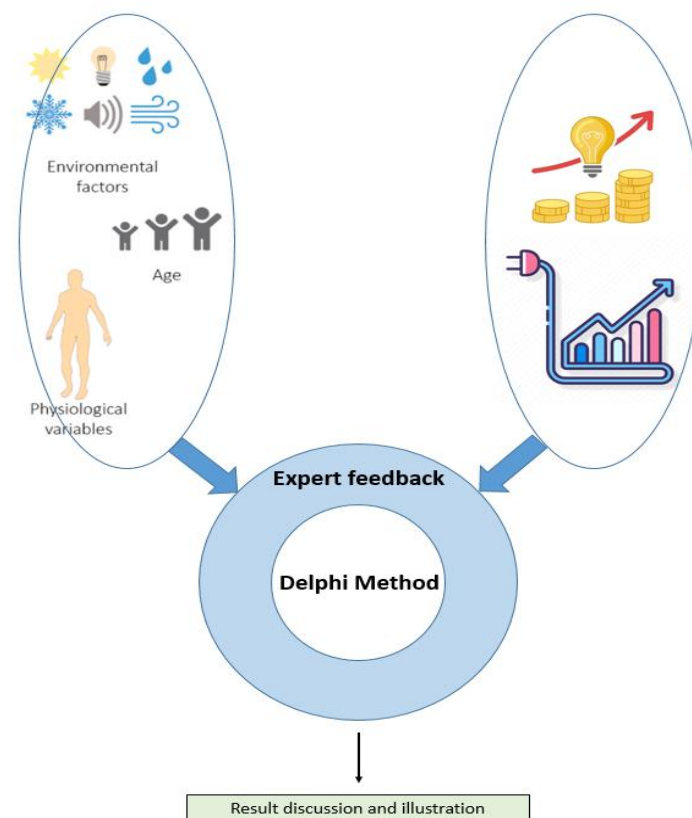 Environmental
factors
Age
Physiological
variables
Expert feedback
Delphi Method
Result discussion and illustration